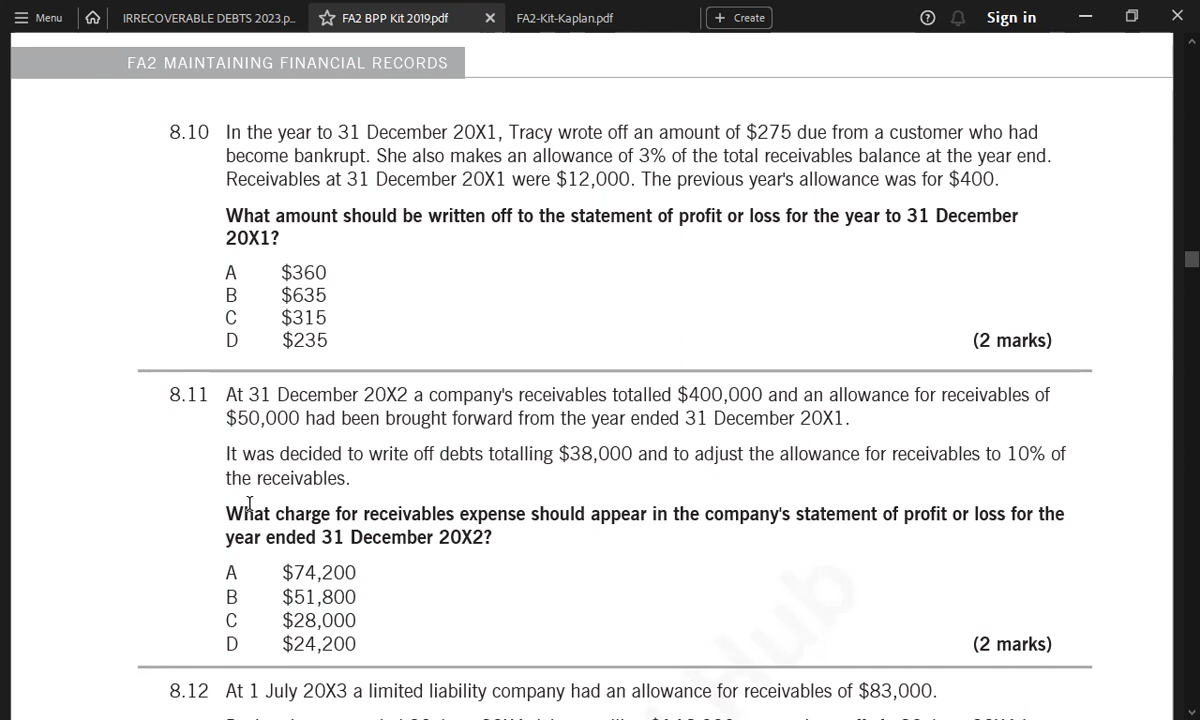 Menu
IRRECOVERABLE DEBTS 2023.p...
FA2 BPP Kit 2019.pdf
FA2-Kit-Kaplan.pdf
+ Create
Sign in
FA2 MAINTAINING FINANCIAL RECORDS
8.10 In the year to 31 December 20X1, Tracy wrote off an amount of $275 due from a customer who had
become bankrupt. She also makes an allowance of 3% of the total receivables balance at the year end.
Receivables at 31 December 20X1 were $12,000. The previous year's allowance was for $400.
What amount should be written off to the statement of profit or loss for the year to 31 December
20X1?
A $360
B $635
C $315
D $235 (2 marks)
8.11 At 31 December 20X2 a company's receivables totalled $400,000 and an allowance for receivables of
$50,000 had been brought forward from the year ended 31 December 20X1.
It was decided to write off debts totalling $38,000 and to adjust the allowance for receivables to 10% of
the receivables.
What charge for receivables expense should appear in the company's statement of profit or loss for the
year ended 31 December 20X2?
A $74,200
B $51,800
C $28,000
D $24,200 (2 marks)
Hub
8.12 At 1 July 20X3 a limited liability company had an allowance for receivables of $83,000.